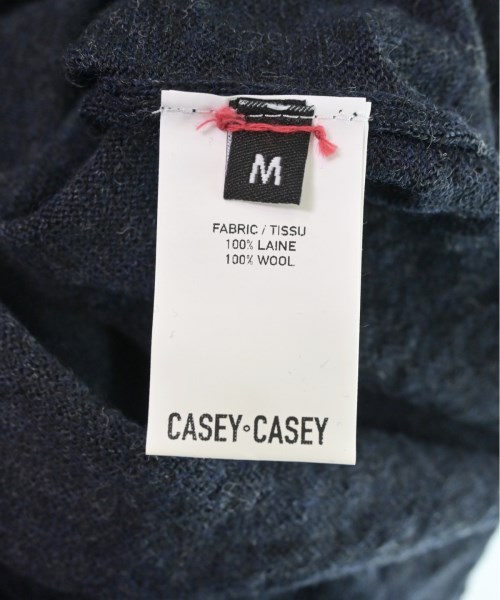 M
FABRIC / TISSU
100% LAINE
100% WOOL
CASEY◦CASEY